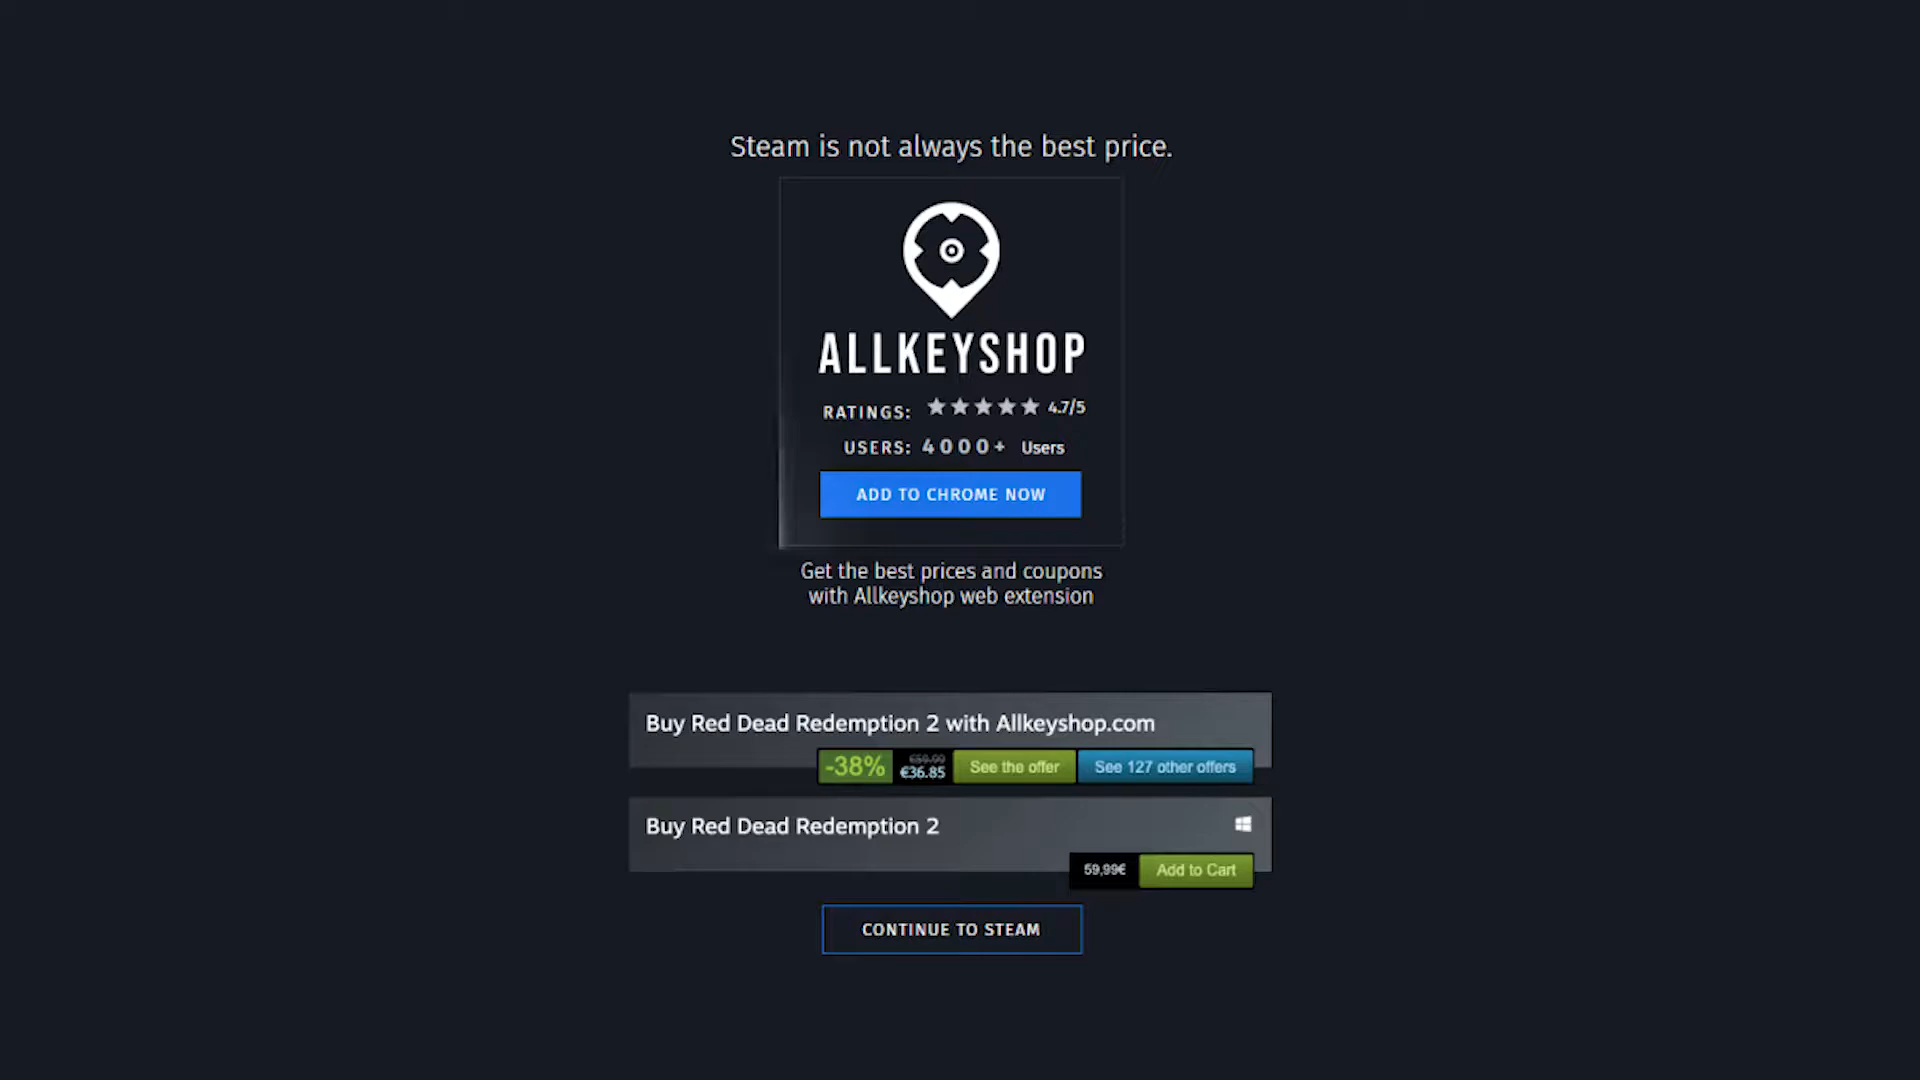 Steam is not always the best price.
ALLKEYSHOP
RATINGS: 4.7/5
USERS: 4000+ Users
ADD TO CHROME NOW
Get the best prices and coupons
with Allkeyshop web extension
Buy Red Dead Redemption 2 with Allkeyshop.com
-38% €59.99 €36.85 See the offer See 127 other offers
Buy Red Dead Redemption 2
59,99€ Add to Cart
CONTINUE TO STEAM